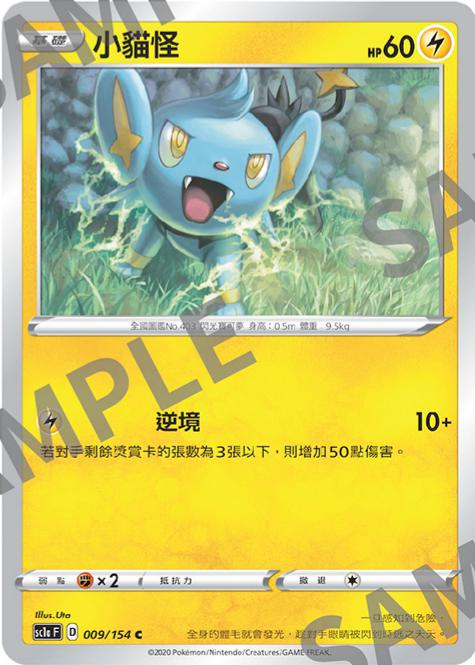 基礎 小貓怪 HP60
全國圖鑑No.403 閃光寶可夢 身高：0.5m 體重 9.5kg
逆境 10+
若對手剩餘獎賞卡的張數為3張以下，則增加50點傷害。
弱點 ×2 抵抗力 撤退
Illus.Uta
sc1a F D 009/154 C
一旦感知到危險，
全身的體毛就會發光，趁對手眼睛被閃到時逃之夭夭。
©2020 Pokémon/Nintendo/Creatures/GAME FREAK.
SAMPLE
SAMPLE
SAMPLE